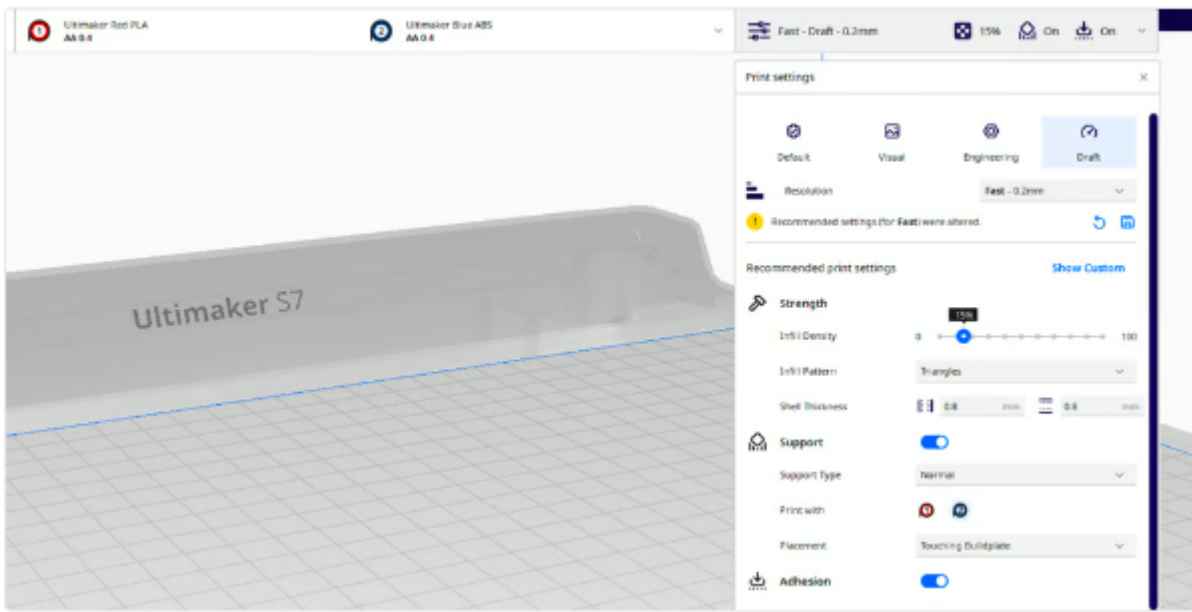 1 Ultimaker Red PLA
AA 0.4
2 Ultimaker Blue ABS
AA 0.4
Fast - Draft - 0.2mm 15% On On
Print settings
Default Visual Engineering Draft
Resolution Fast - 0.2mm
Recommended settings (for Fast) were altered.
Recommended print settings Show Custom
Strength
15%
Infill Density 0 100
Infill Pattern Triangles
Shell Thickness 0.8 mm mm
Support
Support Type Normal
Print with
Placement Touching Buildplate
Adhesion
Ultimaker S7